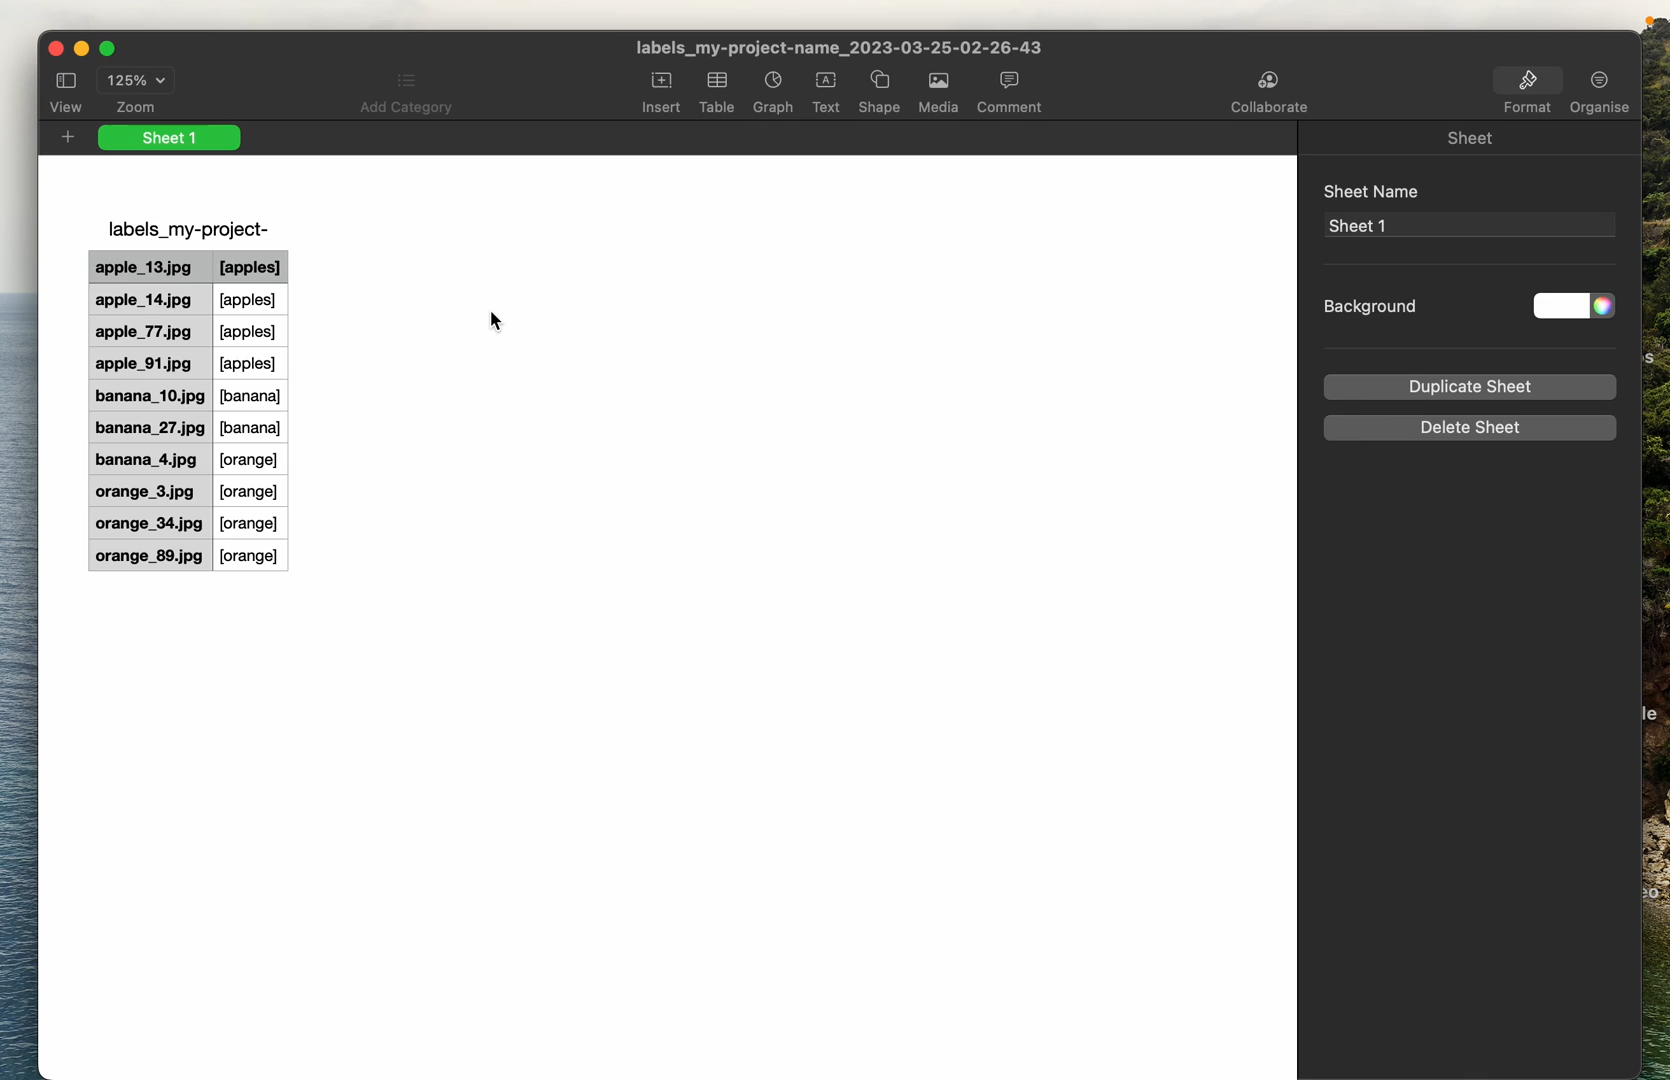 labels_my-project-name_2023-03-25-02-26-43
125%
View
Zoom
Add Category
Insert
Table
Graph
Text
Shape
Media
Comment
Collaborate
Format
Organise
Sheet 1
Sheet
Sheet Name
Sheet 1
Background
Duplicate Sheet
Delete Sheet
labels_my-project-
apple_13.jpg [apples]
apple_14.jpg [apples]
apple_77.jpg [apples]
apple_91.jpg [apples]
banana_10.jpg [banana]
banana_27.jpg [banana]
banana_4.jpg [orange]
orange_3.jpg [orange]
orange_34.jpg [orange]
orange_89.jpg [orange]